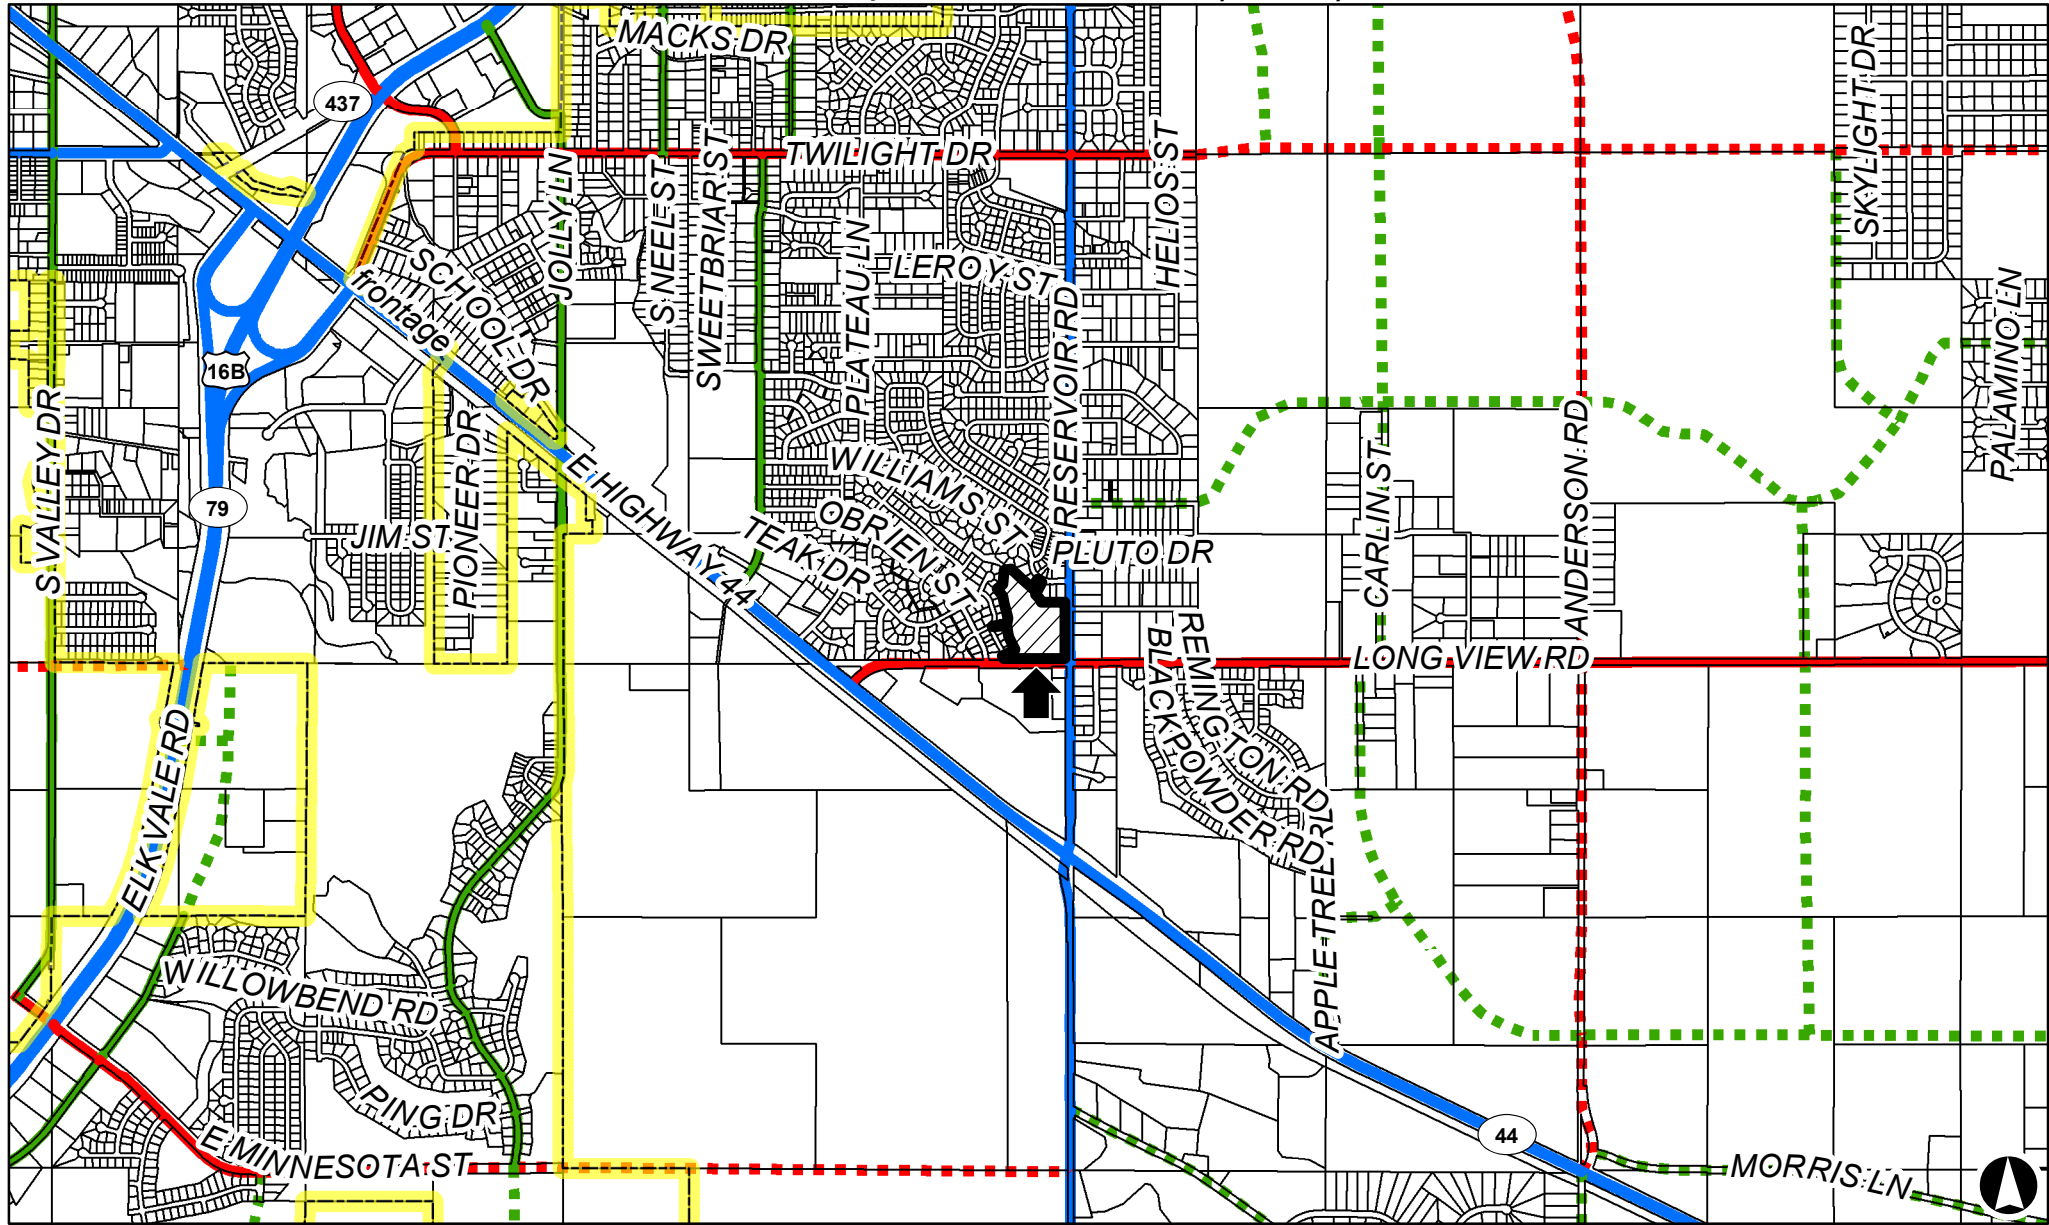 MACKS DR
SKYLIGHT DR
437
TWILIGHT DR
JOLLY LN
S NEEL ST
SWEETBRIAR ST
HELIOS ST
SCHOOL DR
frontage
PLATEAU LN
LEROY ST
RESERVOIR RD
PALAMINO LN
16B
S VALLEY DR
PIONEER DR
79
JIM ST
E HIGHWAY 44
WILLIAMS ST
OBRIEN ST
TEAK DR
PLUTO DR
CARLIN ST
ANDERSON RD
LONG VIEW RD
REMINGTON RD
BLACKPOWDER RD
APPLETREE RD
ELK VALE RD
WILLOWBEND RD
PING DR
E MINNESOTA ST
44
MORRIS LN